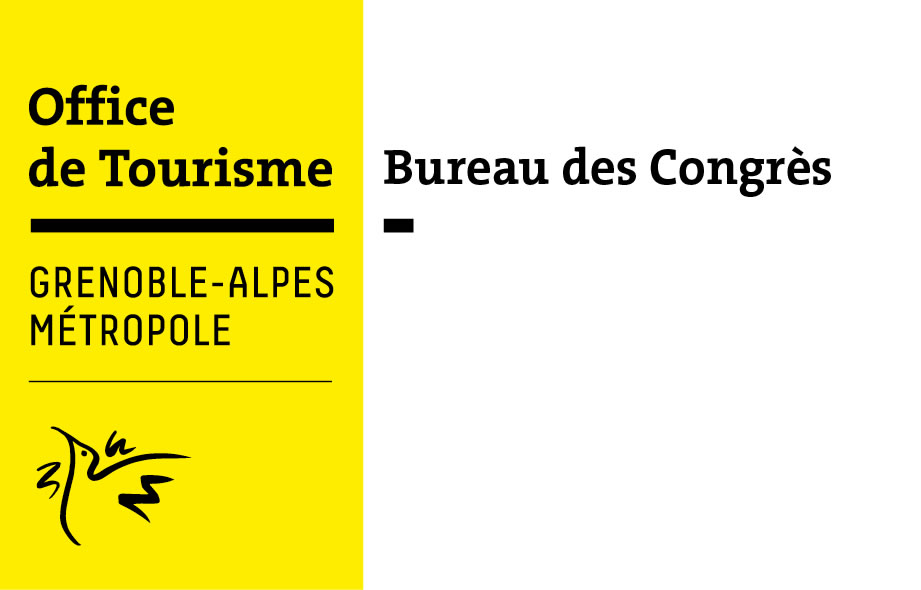 Office
de Tourisme
GRENOBLE-ALPES
MÉTROPOLE
Bureau des Congrès